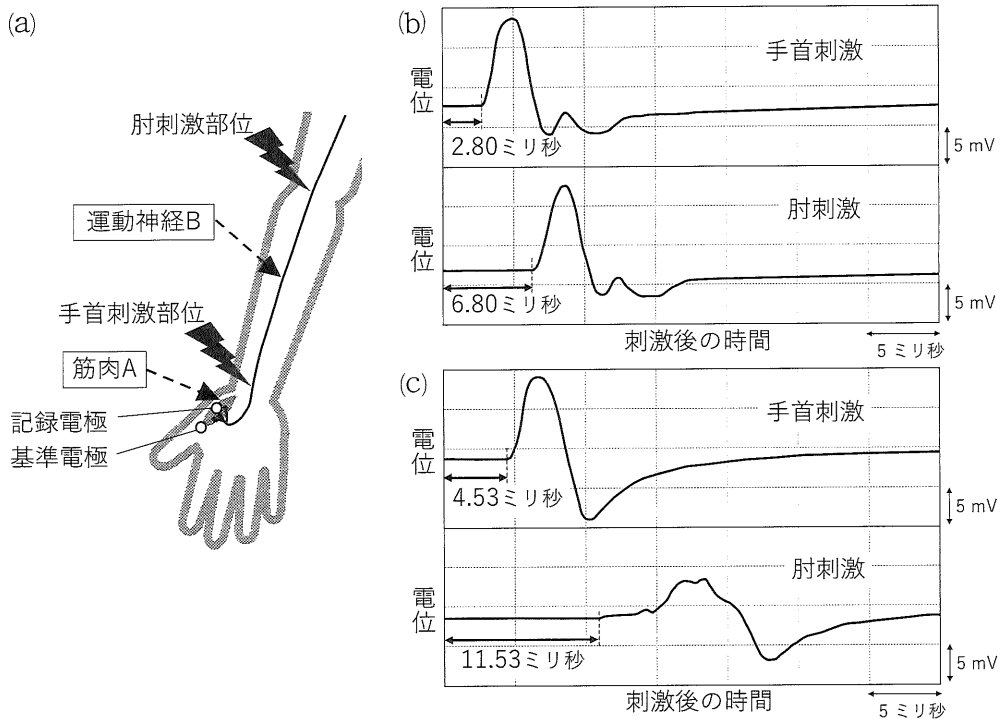 (a)
肘刺激部位
運動神経B
手首刺激部位
筋肉A
記録電極
基準電極
(b)
手首刺激
電位
2.80ミリ秒
5 mV
肘刺激
電位
6.80ミリ秒
5 mV
刺激後の時間
5 ミリ秒
(c)
手首刺激
電位
4.53ミリ秒
5 mV
肘刺激
電位
11.53ミリ秒
5 mV
刺激後の時間
5 ミリ秒